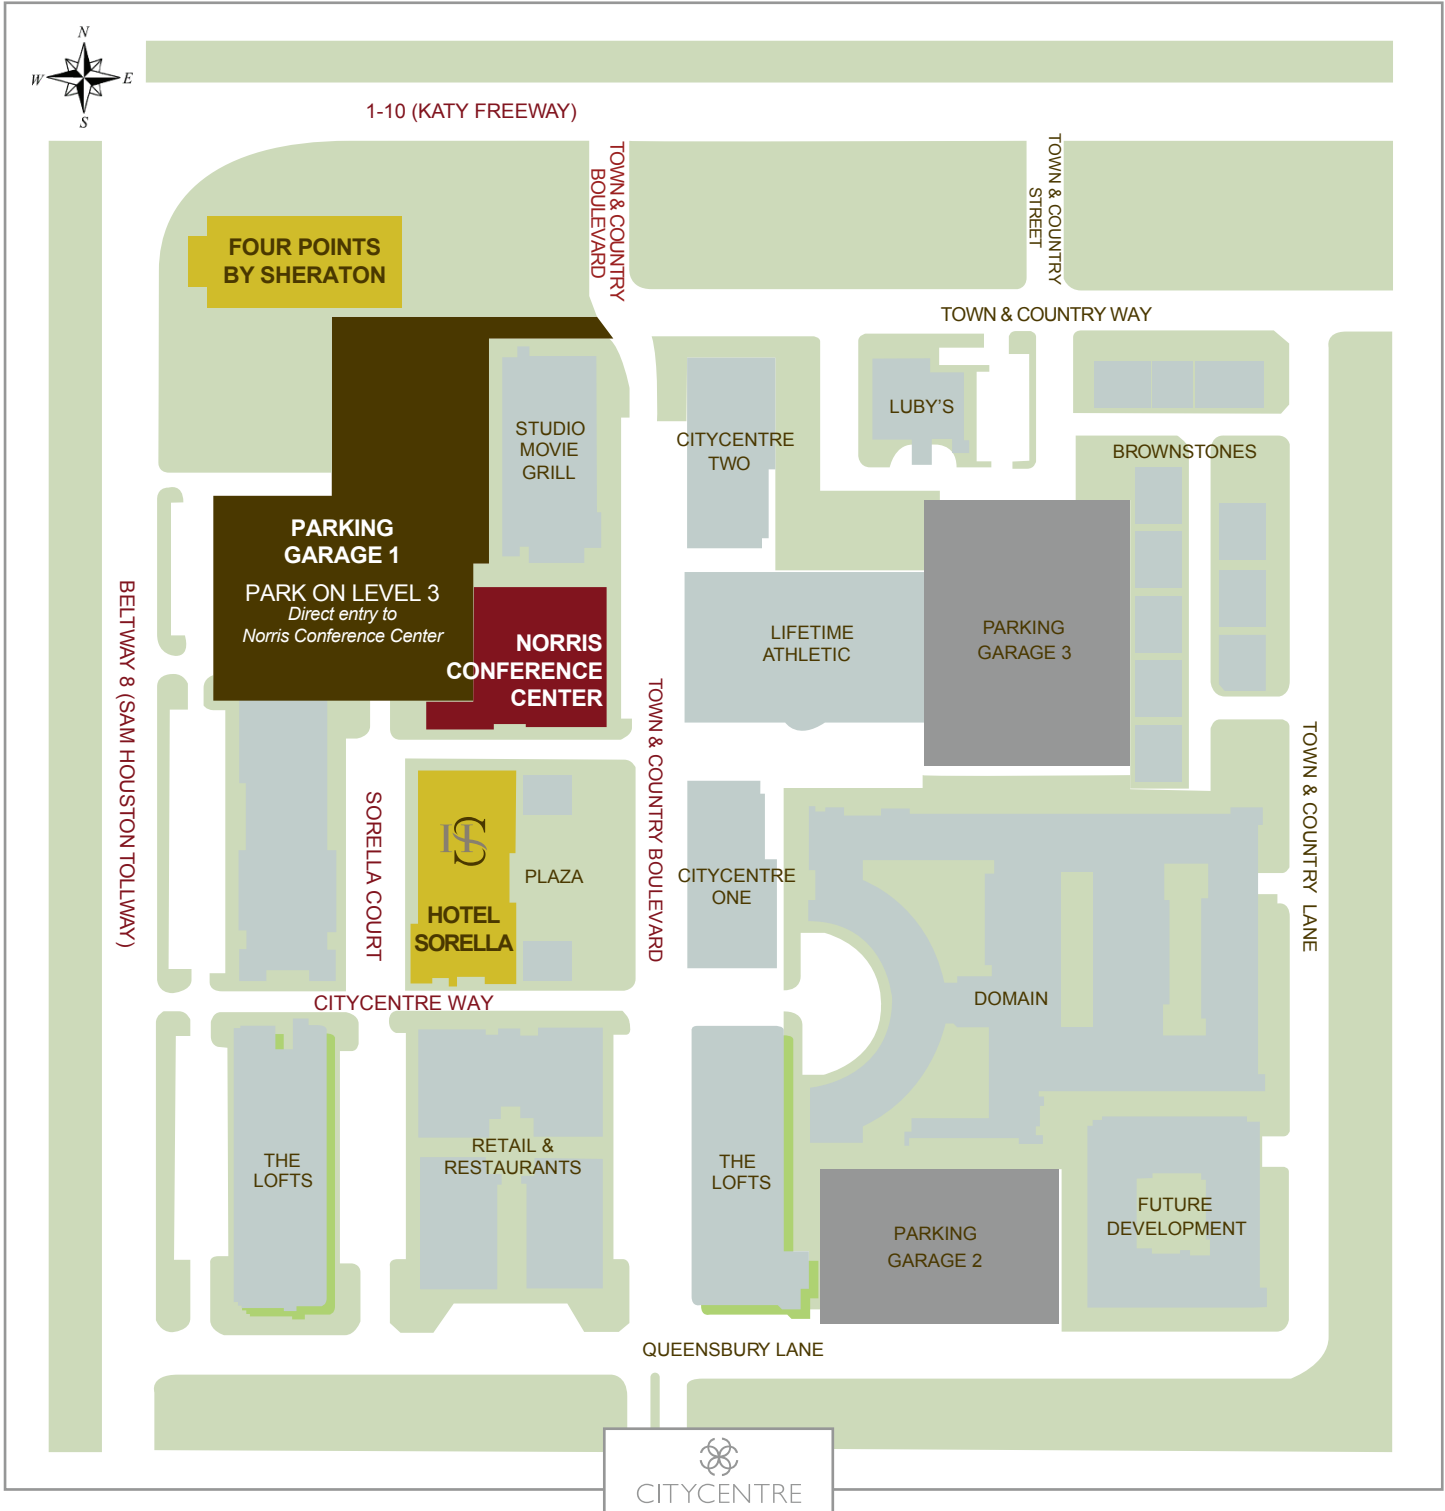 N
W
E
S
1-10 (KATY FREEWAY)
TOWN & COUNTRY
BOULEVARD
TOWN & COUNTRY
STREET
FOUR POINTS
BY SHERATON
TOWN & COUNTRY WAY
LUBY'S
STUDIO
MOVIE
GRILL
CITYCENTRE
TWO
BROWNSTONES
PARKING
GARAGE 1
PARK ON LEVEL 3
Direct entry to
Norris Conference Center
NORRIS
CONFERENCE
CENTER
LIFETIME
ATHLETIC
PARKING
GARAGE 3
BELTWAY 8 (SAM HOUSTON TOLLWAY)
TOWN & COUNTRY BOULEVARD
TOWN & COUNTRY LANE
SORELLA COURT
HS
HOTEL
SORELLA
PLAZA
CITYCENTRE
ONE
CITYCENTRE WAY
DOMAIN
THE
LOFTS
RETAIL &
RESTAURANTS
THE
LOFTS
PARKING
GARAGE 2
FUTURE
DEVELOPMENT
QUEENSBURY LANE
CITYCENTRE